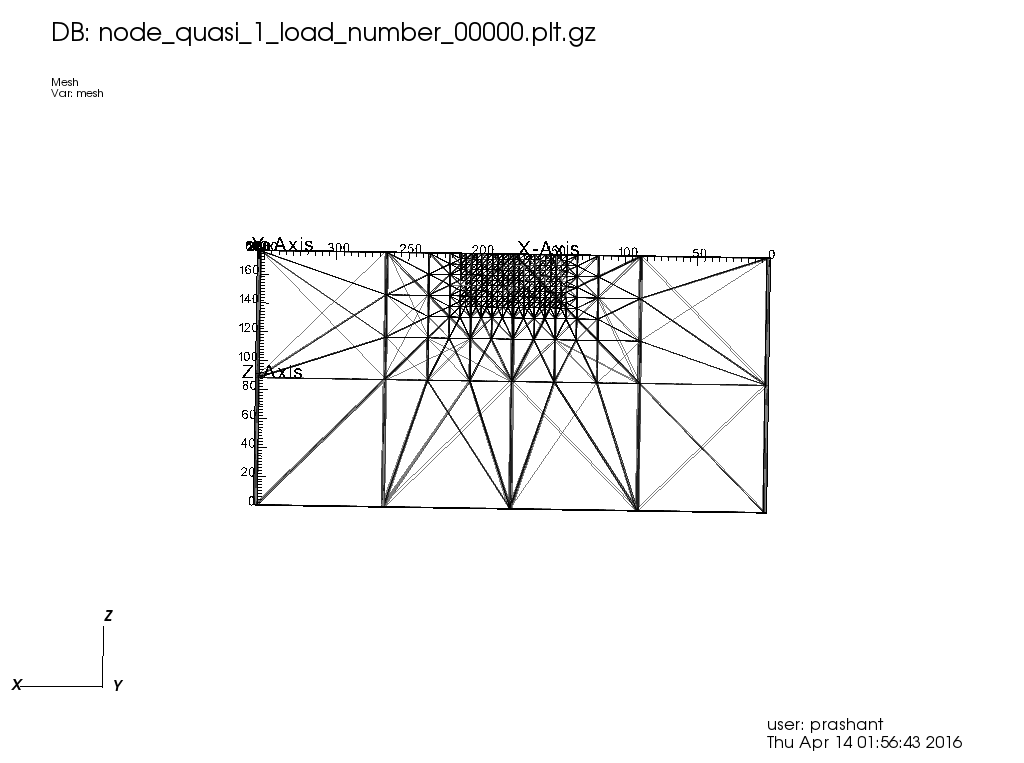 DB: node_quasi_1_load_number_00000.plt.gz
Mesh
Var: mesh
Y-Axis
300
250
200
X-Axis
150
100
50
0
160
140
120
100
Z-Axis
80
60
40
20
0
Z
X
Y
user: prashant
Thu Apr 14 01:56:43 2016